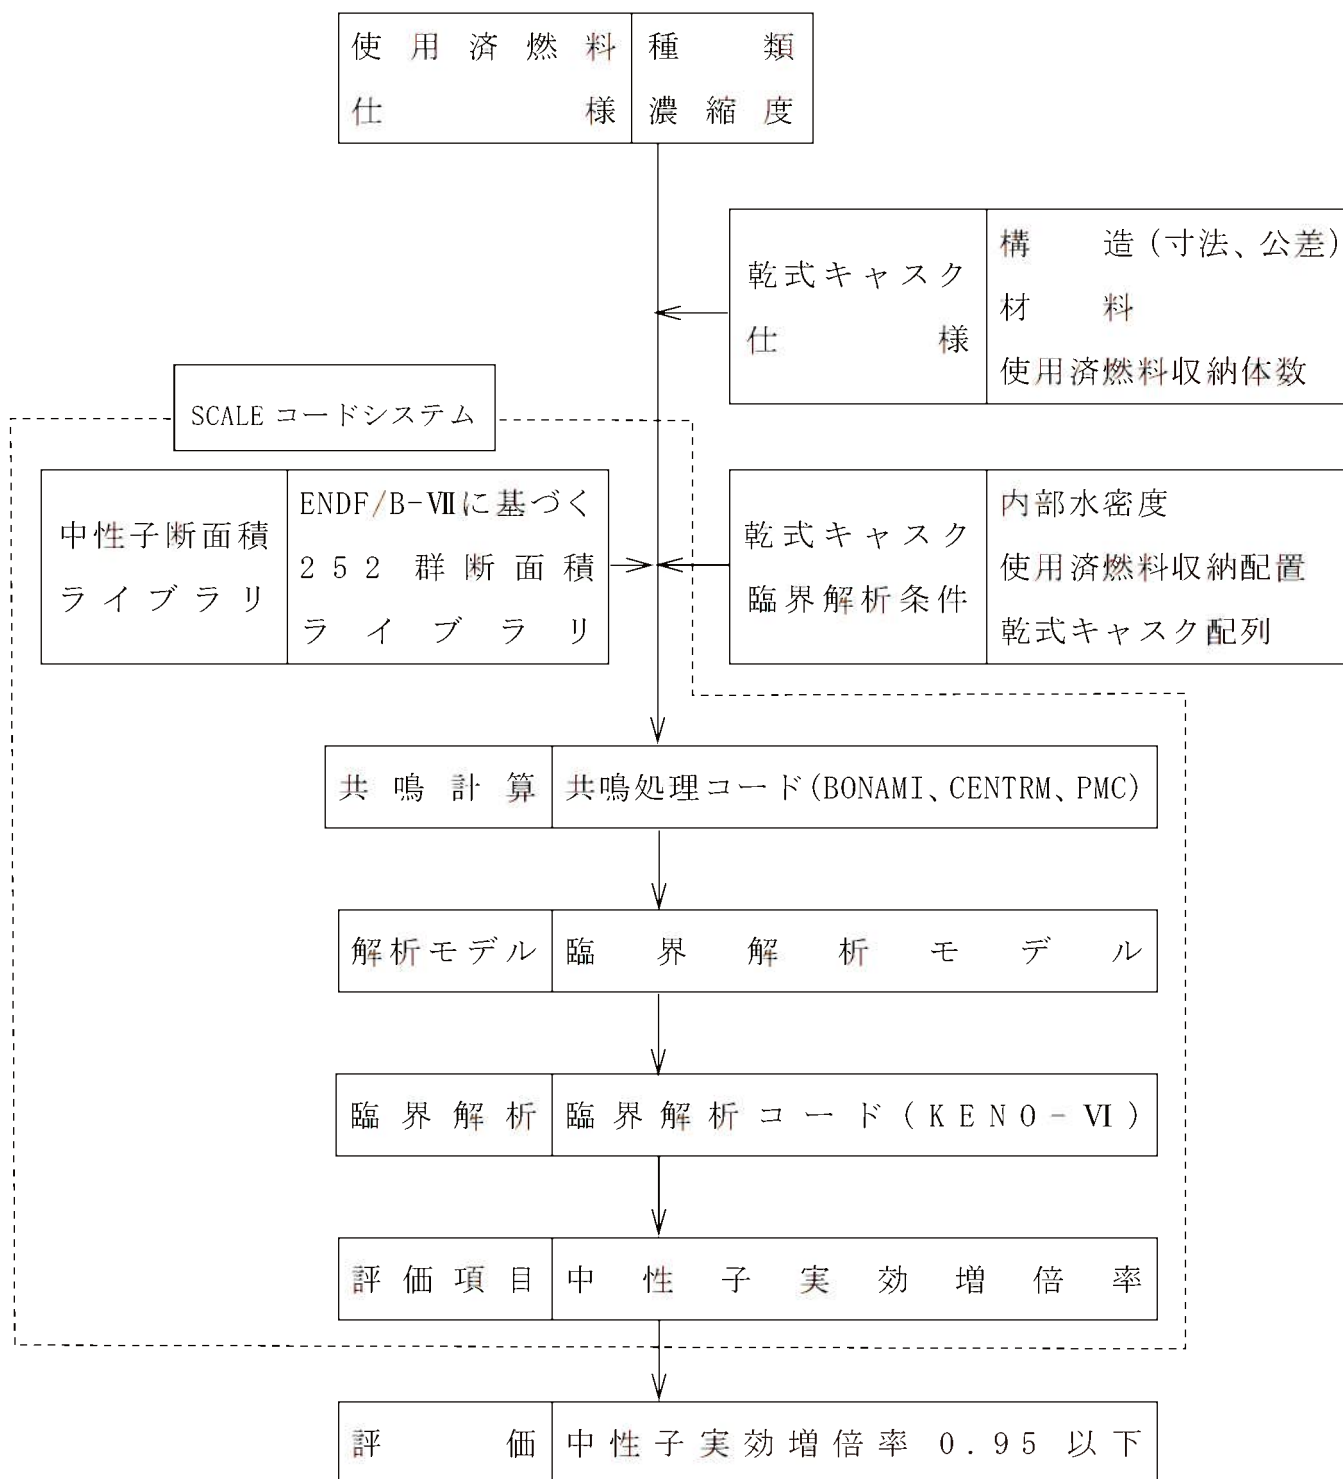 使用済燃料
仕様
種類
濃縮度
乾式キャスク
仕様
構造(寸法、公差)
材料
使用済燃料収納体数
SCALE コードシステム
中性子断面積
ライブラリ
ENDF/B-Ⅶに基づく
252群断面積
ライブラリ
乾式キャスク
臨界解析条件
内部水密度
使用済燃料収納配置
乾式キャスク配列
共鳴計算
共鳴処理コード(BONAMI、CENTRM、PMC)
解析モデル
臨界解析モデル
臨界解析
臨界解析コード(KENO-Ⅵ)
評価項目
中性子実効増倍率
評価
中性子実効増倍率 0.95 以下